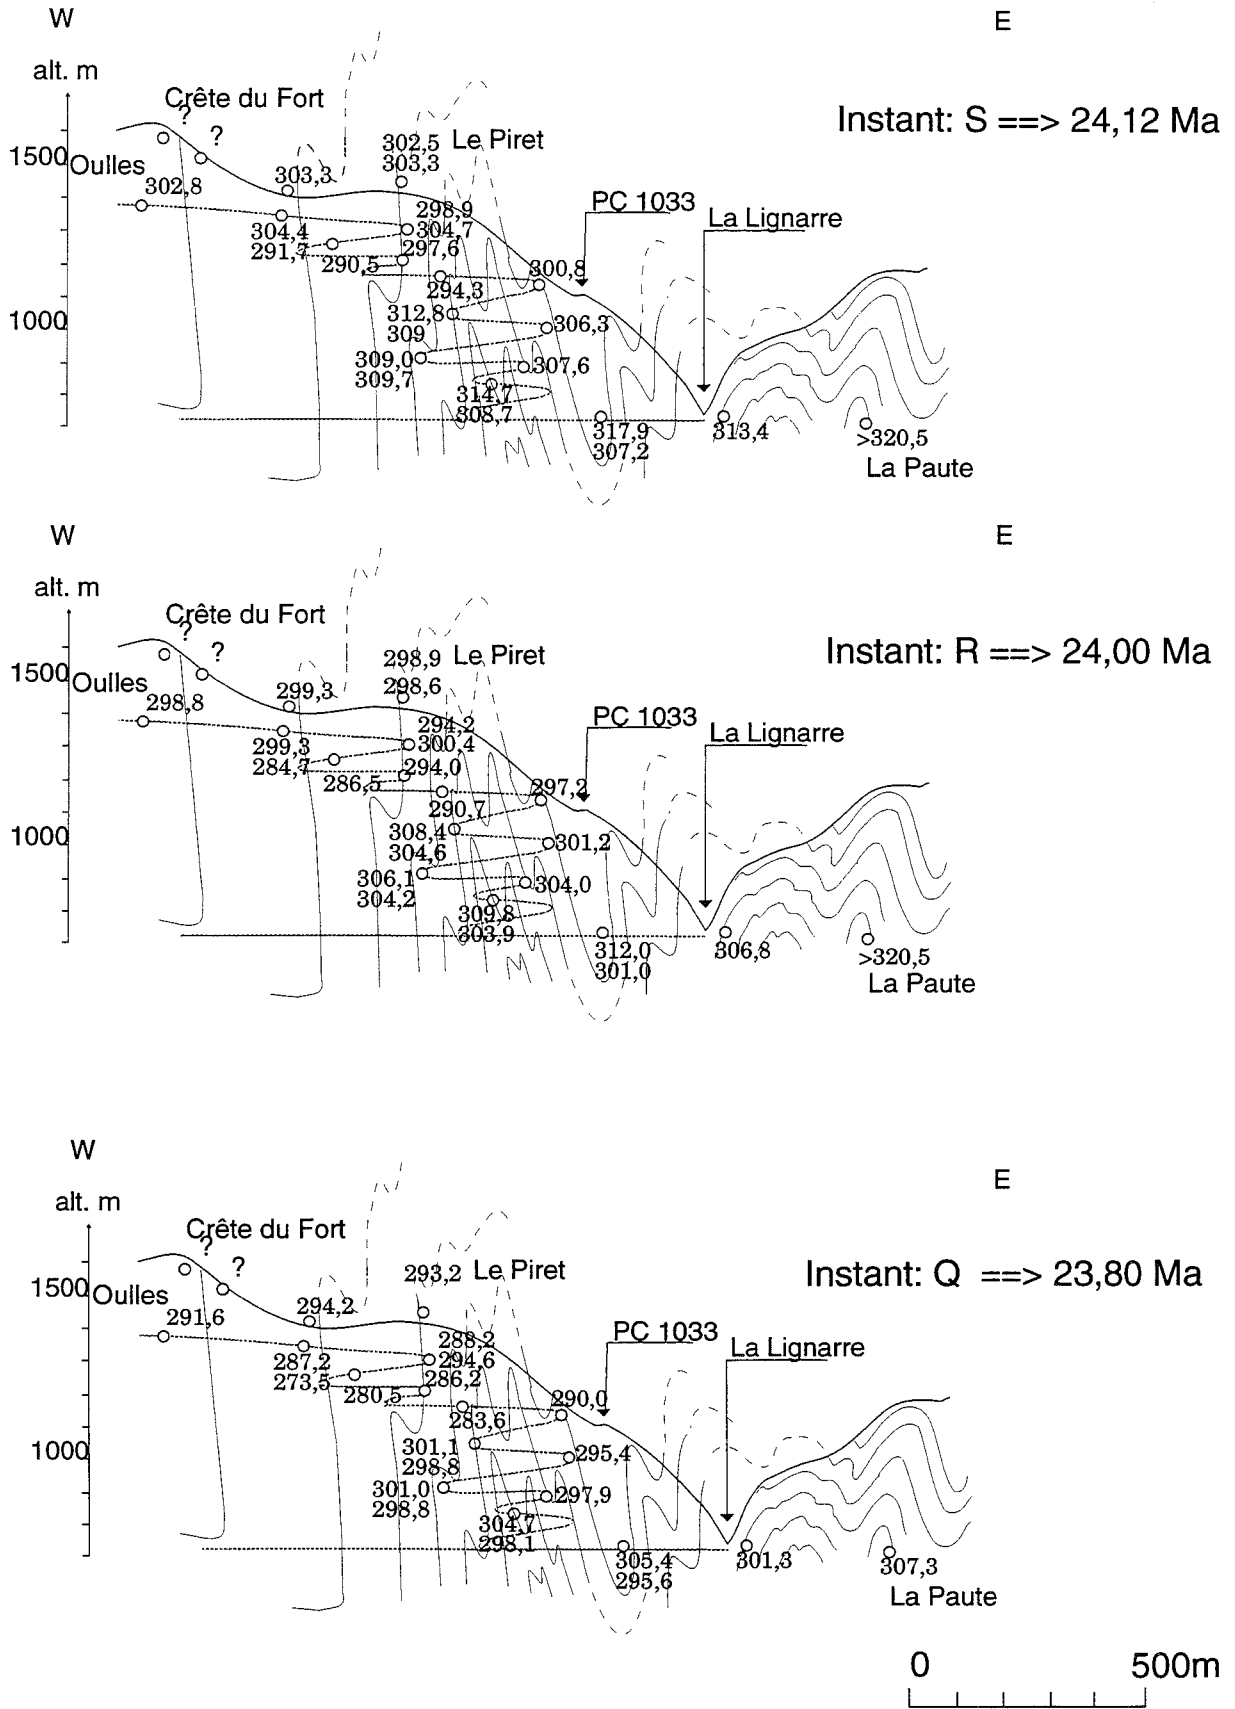 W
E
alt. m
Crête du Fort
Instant: S ==> 24,12 Ma
?
?
302,5
Le Piret
303,3
1500
Oulles
303,3
302,8
PC 1033
298,9
La Lignarre
304,4
304,7
291,7
297,6
290,5
300,8
294,3
1000
312,8
306,3
309
309,0
307,6
309,7
314,7
308,7
317,9
313,4
>320,5
307,2
La Paute
W
E
alt. m
Crête du Fort
?
?
Instant: R ==> 24,00 Ma
298,9
Le Piret
1500
Oulles
299,3
298,6
298,8
PC 1033
294,2
La Lignarre
299,3
300,4
284,7
294,0
286,5
297,2
290,7
1000
308,4
301,2
304,6
306,1
304,0
304,2
309,8
303,9
312,0
306,8
>320,5
301,0
La Paute
W
E
alt. m
Crête du Fort
?
?
293,2
Le Piret
Instant: Q ==> 23,80 Ma
1500
Oulles
294,2
291,6
PC 1033
288,2
La Lignarre
287,2
294,6
273,5
286,2
280,5
290,0
283,6
1000
301,1
295,4
298,8
301,0
297,9
298,8
304,7
298,1
305,4
301,3
307,3
295,6
La Paute
0
500m